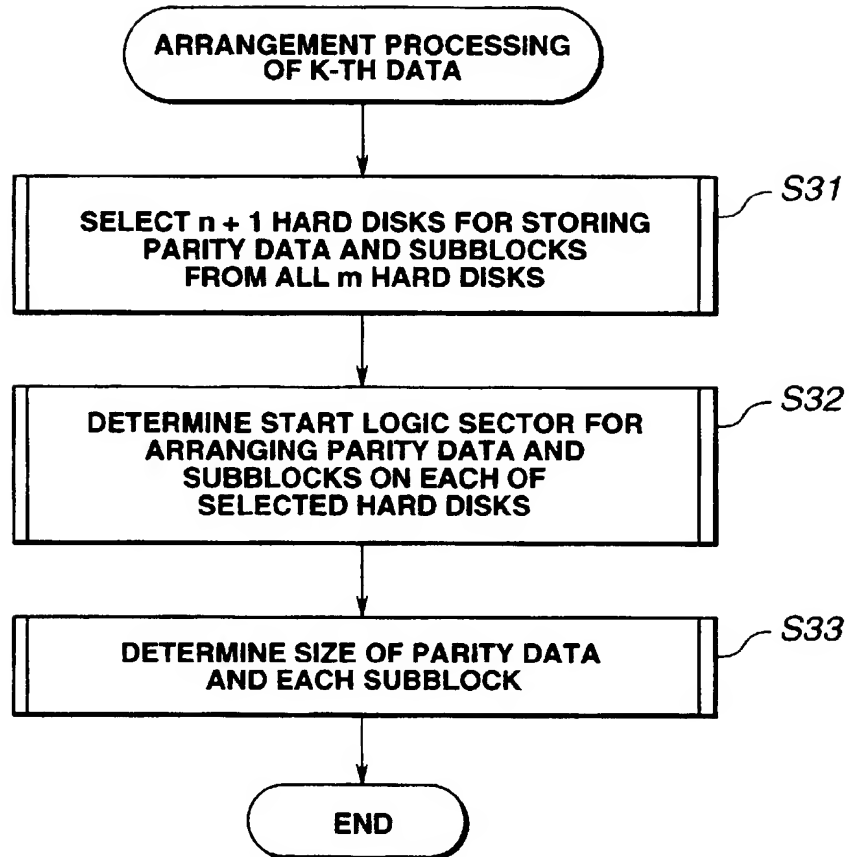 ARRANGEMENT PROCESSING
OF K-TH DATA
S31
SELECT n + 1 HARD DISKS FOR STORING
PARITY DATA AND SUBBLOCKS
FROM ALL m HARD DISKS
S32
DETERMINE START LOGIC SECTOR FOR
ARRANGING PARITY DATA AND
SUBBLOCKS ON EACH OF
SELECTED HARD DISKS
S33
DETERMINE SIZE OF PARITY DATA
AND EACH SUBBLOCK
END